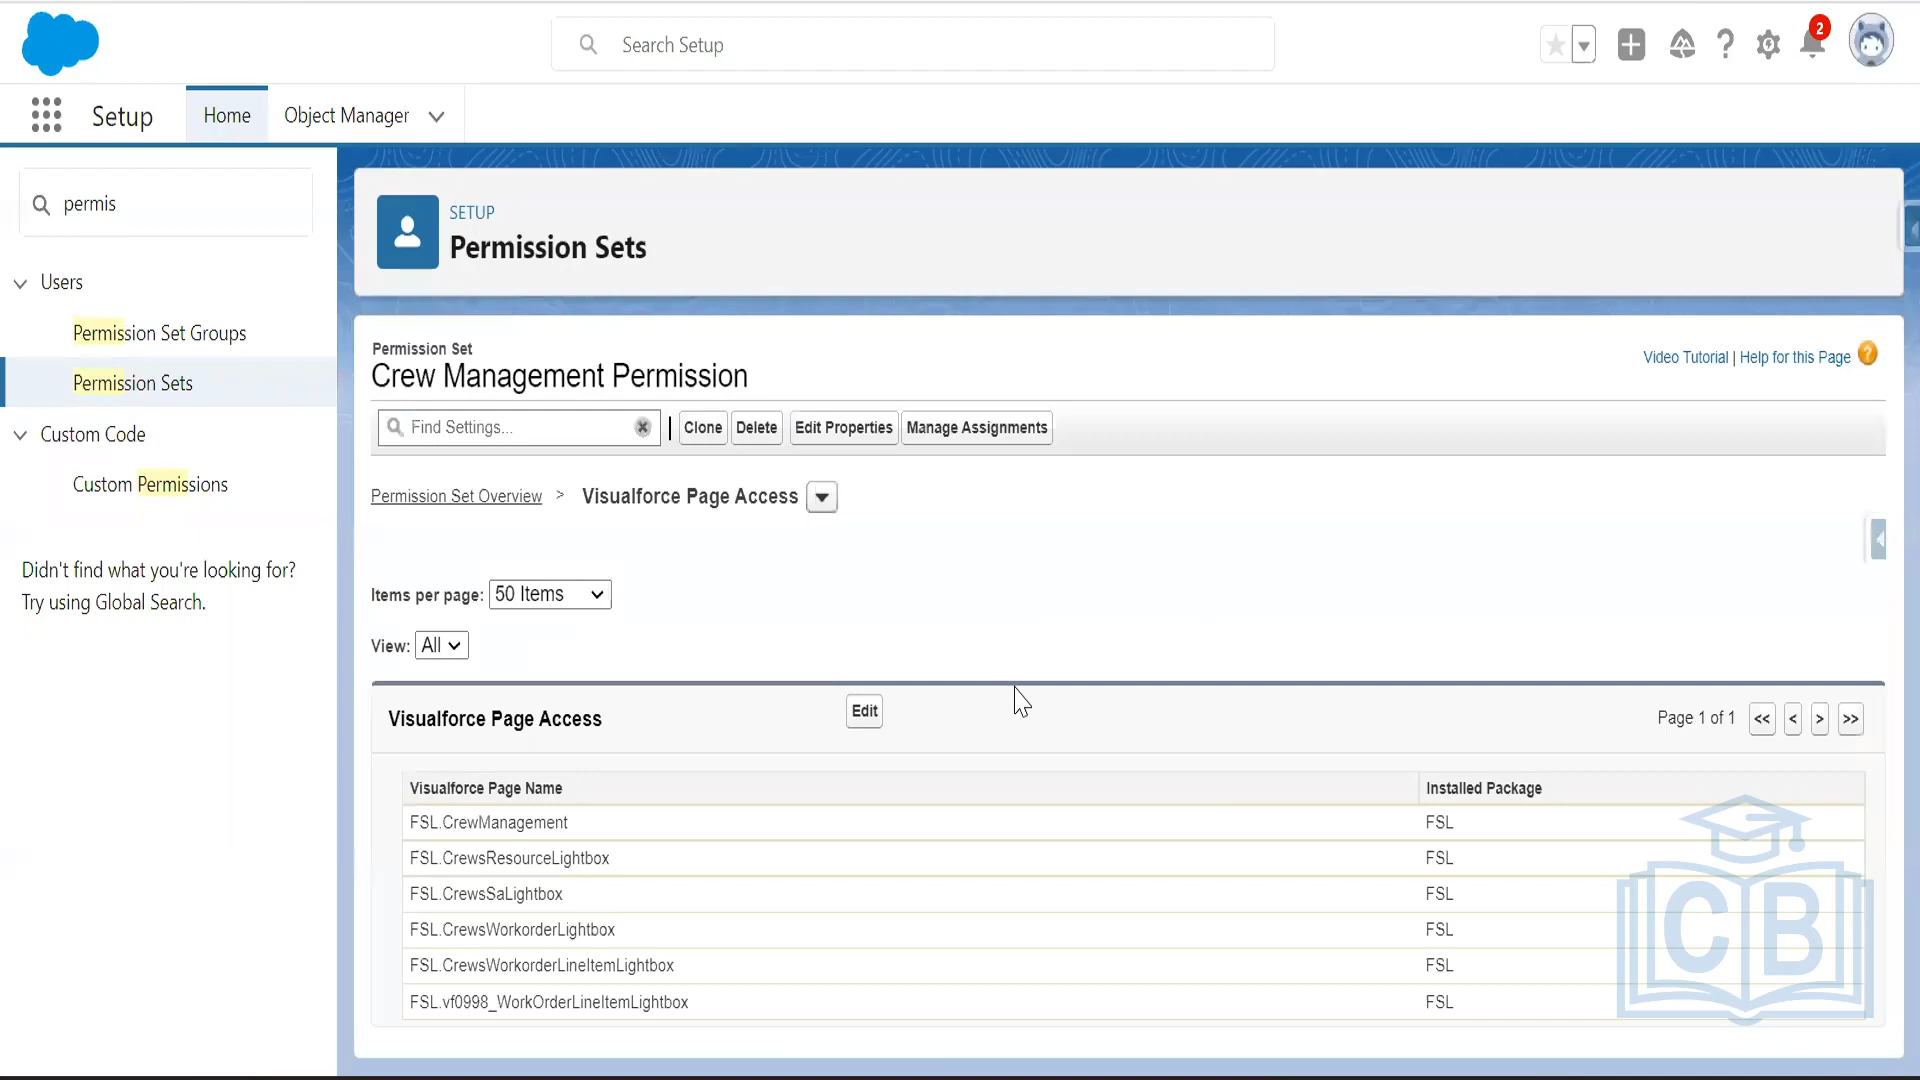 Search Setup
2
Setup
Home
Object Manager
permis
Users
Permission Set Groups
Permission Sets
Custom Code
Custom Permissions
Didn't find what you're looking for?
Try using Global Search.
SETUP
Permission Sets
Permission Set
Crew Management Permission
Video Tutorial | Help for this Page ?
Find Settings...
Clone
Delete
Edit Properties
Manage Assignments
Permission Set Overview > Visualforce Page Access
Items per page: 50 Items
View: All
Visualforce Page Access
Edit
Page 1 of 1 << < > >>
Visualforce Page Name Installed Package
FSL.CrewManagement FSL
FSL.CrewsResourceLightbox FSL
FSL.CrewsSaLightbox FSL
FSL.CrewsWorkorderLightbox FSL
FSL.CrewsWorkorderLineItemLightbox FSL
FSL.vf0998_WorkOrderLineItemLightbox FSL
CB